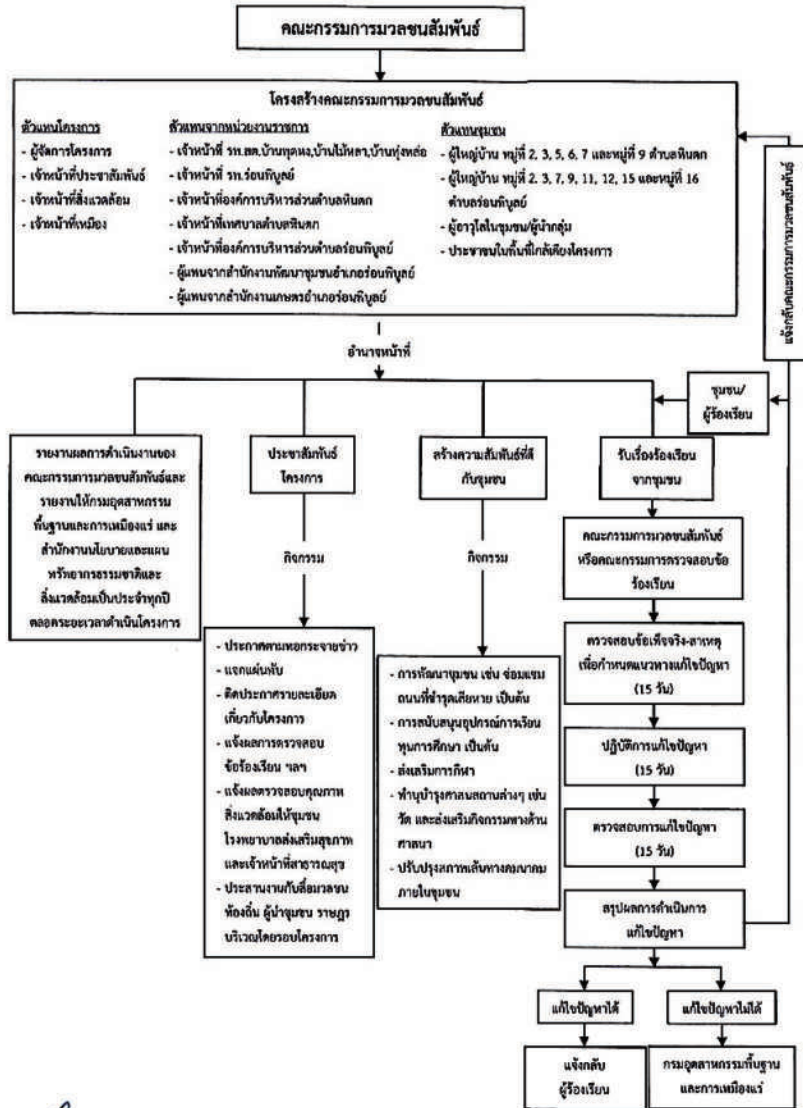 คณะกรรมการมวลชนสัมพันธ์
โครงสร้างคณะกรรมการมวลชนสัมพันธ์
ตัวแทนโครงการ
- ผู้จัดการโครงการ
- เจ้าหน้าที่ประชาสัมพันธ์
- เจ้าหน้าที่สิ่งแวดล้อม
- เจ้าหน้าที่เหมือง
ตัวแทนจากหน่วยงานราชการ
- เจ้าหน้าที่ รพ.สต.บ้านทุดหง,บ้านไม้หลา,บ้านทุ่งหล่อ
- เจ้าหน้าที่ รพ.ร่อนพิบูลย์
- เจ้าหน้าที่องค์การบริหารส่วนตำบลหินตก
- เจ้าหน้าที่เทศบาลตำบลหินตก
- เจ้าหน้าที่องค์การบริหารส่วนตำบลร่อนพิบูลย์
- ผู้แทนจากสำนักงานพัฒนาชุมชนอำเภอร่อนพิบูลย์
- ผู้แทนจากสำนักงานเกษตรอำเภอร่อนพิบูลย์
ตัวแทนชุมชน
- ผู้ใหญ่บ้าน หมู่ที่ 2, 3, 5, 6, 7 และหมู่ที่ 9 ตำบลหินตก
- ผู้ใหญ่บ้าน หมู่ที่ 2, 3, 7, 9, 11, 12, 15 และหมู่ที่ 16
ตำบลร่อนพิบูลย์
- ผู้อาวุโสในชุมชน/ผู้นำกลุ่ม
- ประชาชนในพื้นที่ใกล้เคียงโครงการ
แจ้งกลับคณะกรรมการมวลชนสัมพันธ์
อำนาจหน้าที่
ชุมชน/
ผู้ร้องเรียน
รายงานผลการดำเนินงานของ
คณะกรรมการมวลชนสัมพันธ์และ
รายงานให้กรมอุตสาหกรรม
พื้นฐานและการเหมืองแร่ และ
สำนักงานนโยบายและแผน
ทรัพยากรธรรมชาติและ
สิ่งแวดล้อมเป็นประจำทุกปี
ตลอดระยะเวลาดำเนินโครงการ
ประชาสัมพันธ์
โครงการ
กิจกรรม
- ประกาศตามหอกระจายข่าว
- แจกแผ่นพับ
- ติดประกาศรายละเอียด
เกี่ยวกับโครงการ
- แจ้งผลการตรวจสอบ
ข้อร้องเรียน ฯลฯ
- แจ้งผลตรวจสอบคุณภาพ
สิ่งแวดล้อมให้ชุมชน
โรงพยาบาลส่งเสริมสุขภาพ
และเจ้าหน้าที่สาธารณสุข
- ประสานงานกับสื่อมวลชน
ท้องถิ่น ผู้นำชุมชน ราษฎร
บริเวณโดยรอบโครงการ
สร้างความสัมพันธ์ที่ดี
กับชุมชน
กิจกรรม
- การพัฒนาชุมชน เช่น ซ่อมแซม
ถนนที่ชำรุดเสียหาย เป็นต้น
- การสนับสนุนอุปกรณ์การเรียน
ทุนการศึกษา เป็นต้น
- ส่งเสริมการกีฬา
- ทำนุบำรุงศาสนสถานต่างๆ เช่น
วัด และส่งเสริมกิจกรรมทางด้าน
ศาสนา
- ปรับปรุงสภาพเส้นทางคมนาคม
ภายในชุมชน
รับเรื่องร้องเรียน
จากชุมชน
คณะกรรมการมวลชนสัมพันธ์
หรือคณะกรรมการตรวจสอบข้อ
ร้องเรียน
ตรวจสอบข้อเท็จจริง-สาเหตุ
เพื่อกำหนดแนวทางแก้ไขปัญหา
(15 วัน)
ปฏิบัติการแก้ไขปัญหา
(15 วัน)
ตรวจสอบการแก้ไขปัญหา
(15 วัน)
สรุปผลการดำเนินการ
แก้ไขปัญหา
แก้ไขปัญหาได้
แก้ไขปัญหาไม่ได้
แจ้งกลับ
ผู้ร้องเรียน
กรมอุตสาหกรรมพื้นฐาน
และการเหมืองแร่